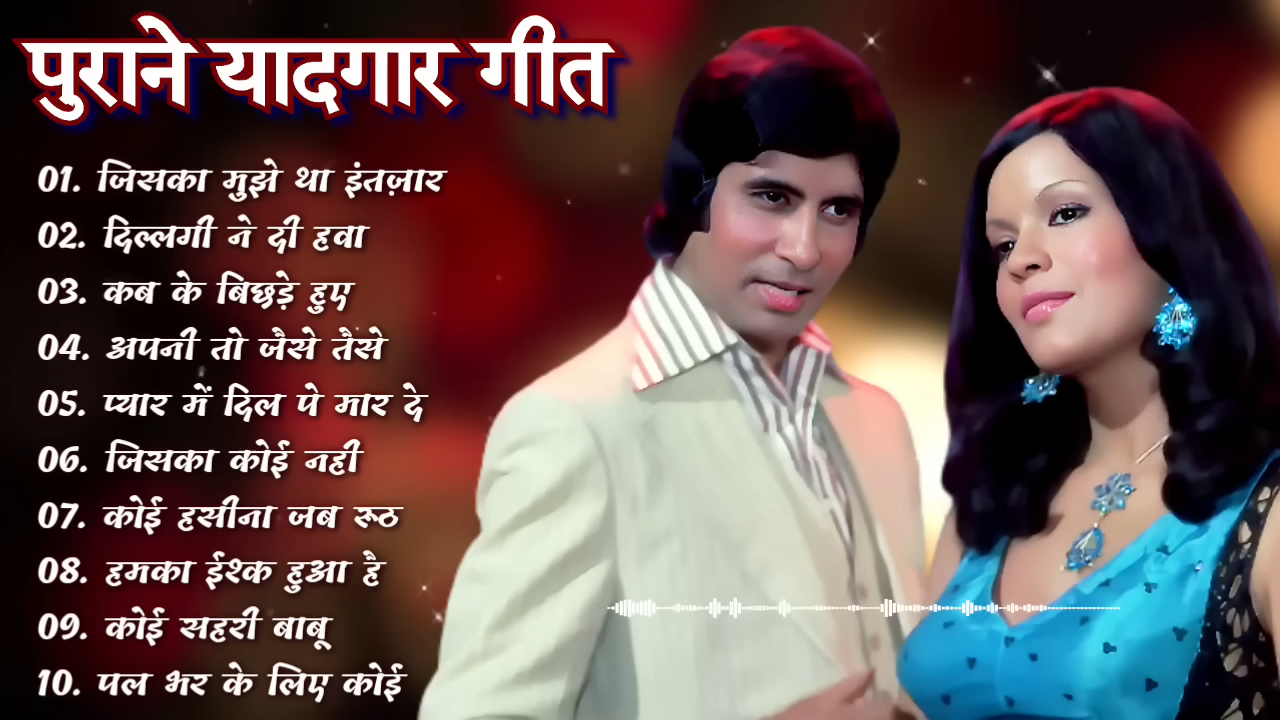 पुराने यादगार गीत
01. जिसका मुझे था इंतज़ार
02. दिल्लगी ने दी हवा
03. कब के बिछड़े हुए
04. अपनी तो जैसे तैसे
05. प्यार में दिल पे मार दे
06. जिसका कोई नही
07. कोई हसीना जब रूठ
08. हमका ईश्क हुआ है
09. कोई सहरी बाबू
10. पल भर के लिए कोई